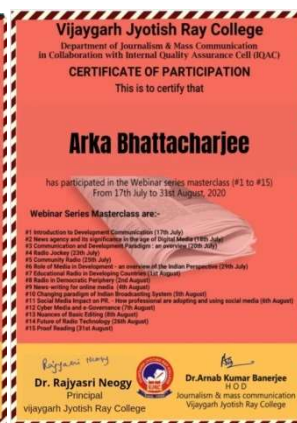 Vijaygarh Jyotish Ray College
Department of Journalism & Mass Communication
in Collaboration with Internal Quality Assurance Cell (IQAC)
CERTIFICATE OF PARTICIPATION
This is to certify that
Arka Bhattacharjee
has participated in the Webinar series masterclass (#1 to #15)
From 17th July to 31st August, 2020
Webinar Series Masterclass are:-
#1 Introduction to Development Communication (17th July)
#2 News agency and its significance in the age of Digital Media (18th July)
#3 Communication and Development Paradigm : an overview (20th July)
#4 Radio Jockey (23th July)
#5 Community Radio (25th July)
#6 Role of Media in Development - an overview of the Indian Perspective (29th July)
#7 Educational Radio in Developing Countries (1st August)
#8 Radio in Democratic Periphery (2nd August)
#9 News-writing for online media (4th August)
#10 Changing paradigm of Indian Broadcasting System (5th August)
#11 Social Media Impact on PR. - How professional are adopting and using social media (6th August)
#12 Cyber Media and e-Governance (7th August)
#13 Nuances of Basic Editing (8th August)
#14 Future of Radio Technology (26th August)
#15 Proof Reading (31st August)
Rajyasri Neogy
Dr. Rajyasri Neogy
Principal
vijaygarh Jyotish Ray College
Dr.Arnab Kumar Banerjee
H O D
Journalism & mass communication
Vijaygarh Jyotish Ray College